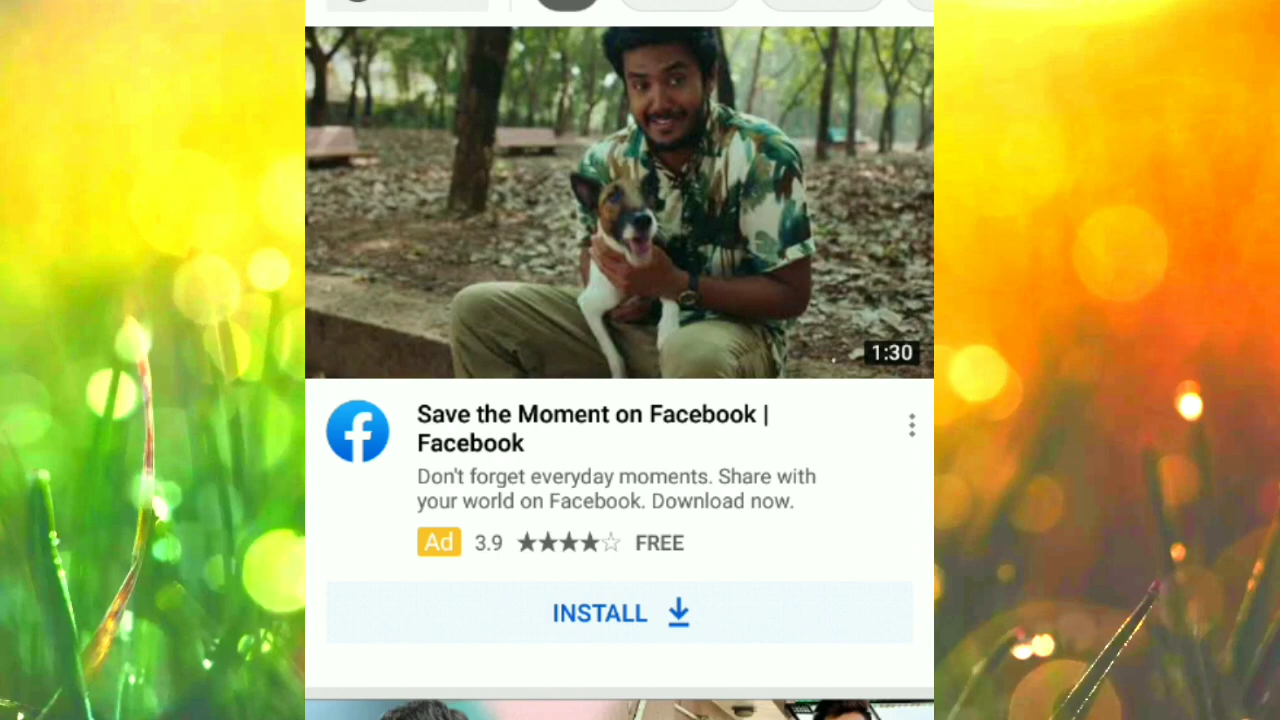 1:30
Save the Moment on Facebook |
Facebook
Don't forget everyday moments. Share with
your world on Facebook. Download now.
Ad 3.9 ★★★★☆ FREE
INSTALL